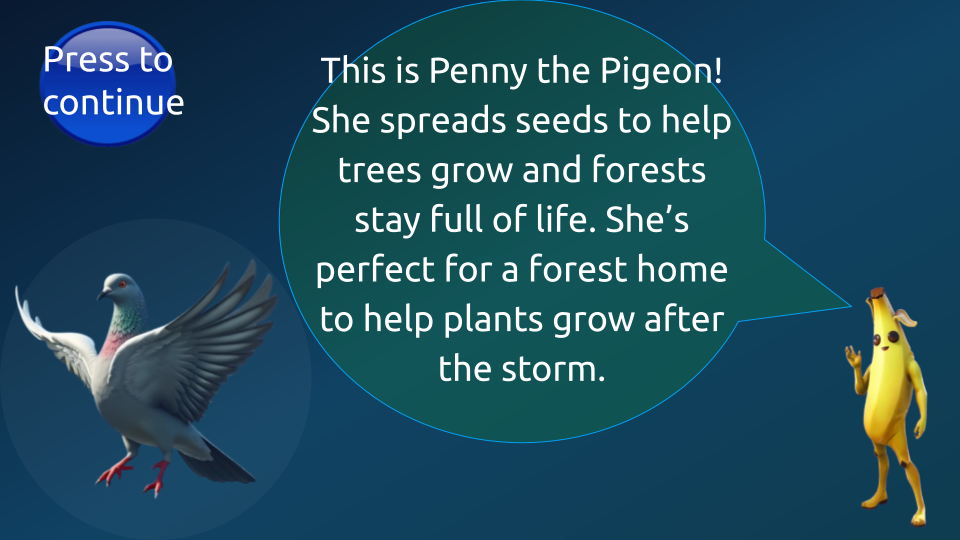 Press to
continue
This is Penny the Pigeon!
She spreads seeds to help
trees grow and forests
stay full of life. She’s
perfect for a forest home
to help plants grow after
the storm.